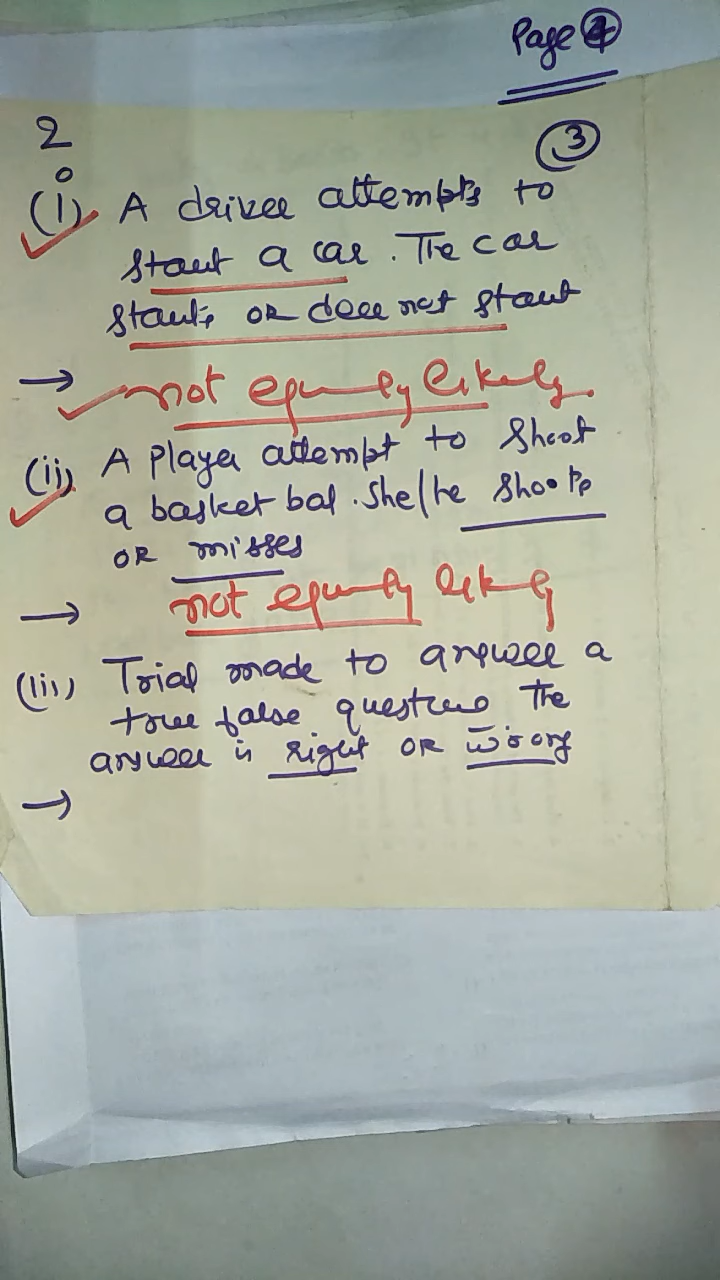 Page 4
3
2
(i) A driver attempts to
start a car. The car
starts or does not start
→ not equally likely.
(ii) A player attempt to shoot
a basket bal. She/he shoots
OR misses
→ not equally likely
(iii) Trial made to answer a
true false question The
answer is right OR wrong
→